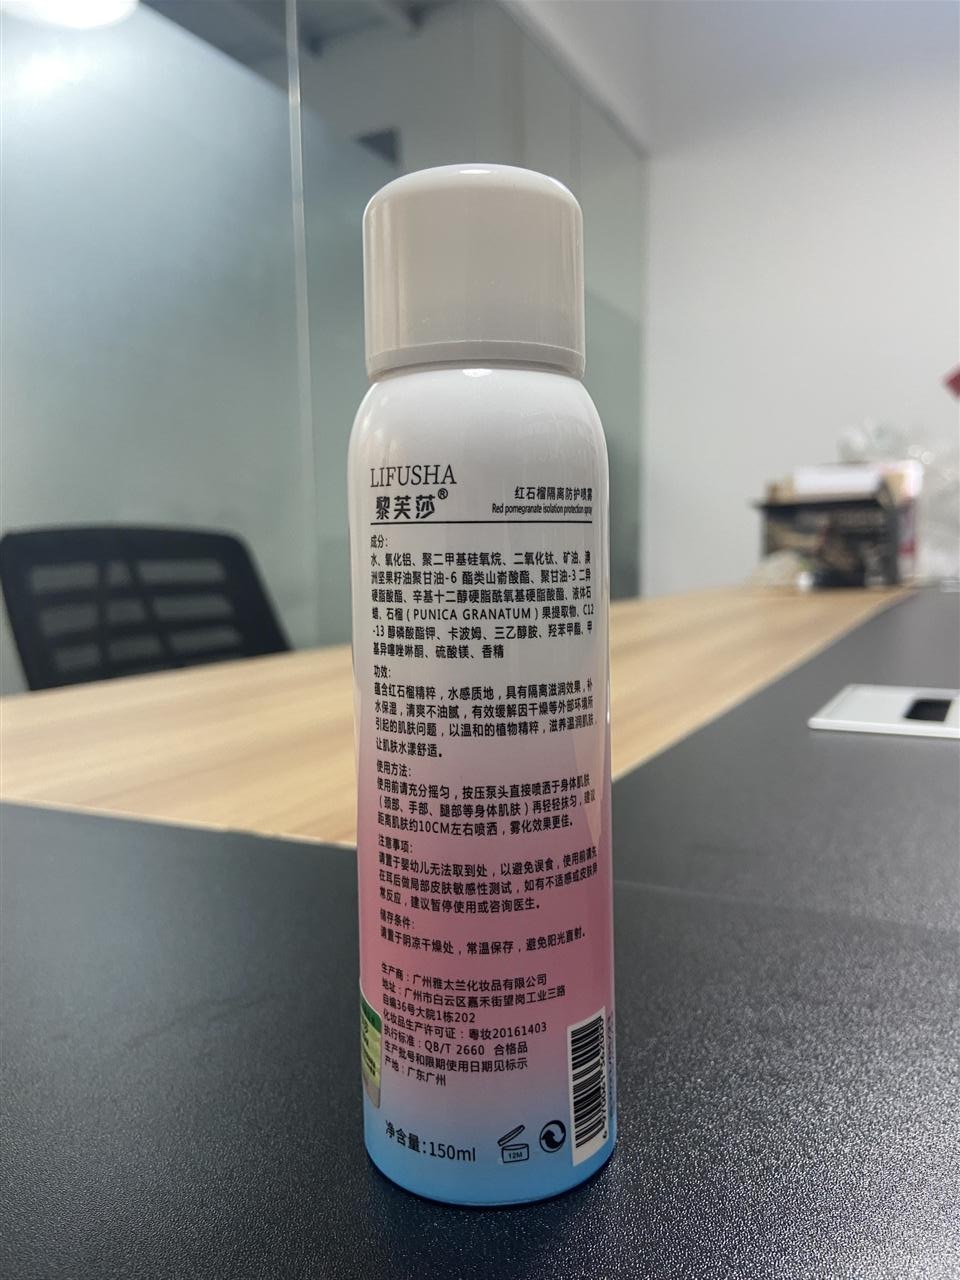 LIFUSHA
黎芙莎®
红石榴隔离防护喷雾
Red pomegranate isolation protection spray
成分：
水、氧化铝、聚二甲基硅氧烷、二氧化钛、矿油、澳
洲坚果籽油聚甘油-6 酯类山嵛酸酯、聚甘油-3 二异
硬脂酸酯、辛基十二醇硬脂酰氧基硬脂酸酯、液体石
蜡、石榴（PUNICA GRANATUM）果提取物、C12
-13 醇磷酸酯钾、卡波姆、三乙醇胺、羟苯甲酯、甲
基异噻唑啉酮、硫酸镁、香精
功效：
蕴含红石榴精粹，水感质地，具有隔离滋润效果，补
水保湿，清爽不油腻，有效缓解因干燥等外部环境所
引起的肌肤问题，以温和的植物精粹，滋养温润肌肤，
让肌肤水漾舒适。
使用方法：
使用前请充分摇匀，按压泵头直接喷洒于身体肌肤
（颈部、手部、腿部等身体肌肤）再轻轻抹匀，建议
距离肌肤约10CM左右喷洒，雾化效果更佳。
注意事项：
请置于婴幼儿无法取到处，以避免误食，使用前请先
在耳后做局部皮肤敏感性测试，如有不适感或皮肤异
常反应，建议暂停使用或咨询医生。
储存条件：
请置于阴凉干燥处，常温保存，避免阳光直射。
生产商：广州雅太兰化妆品有限公司
地址：广州市白云区嘉禾街望岗工业三路
自编36号大院1栋202
化妆品生产许可证：粤妆20161403
执行标准：QB/T 2660 合格品
生产批号和限期使用日期见标示
产地：广东广州
净含量：150ml
12M